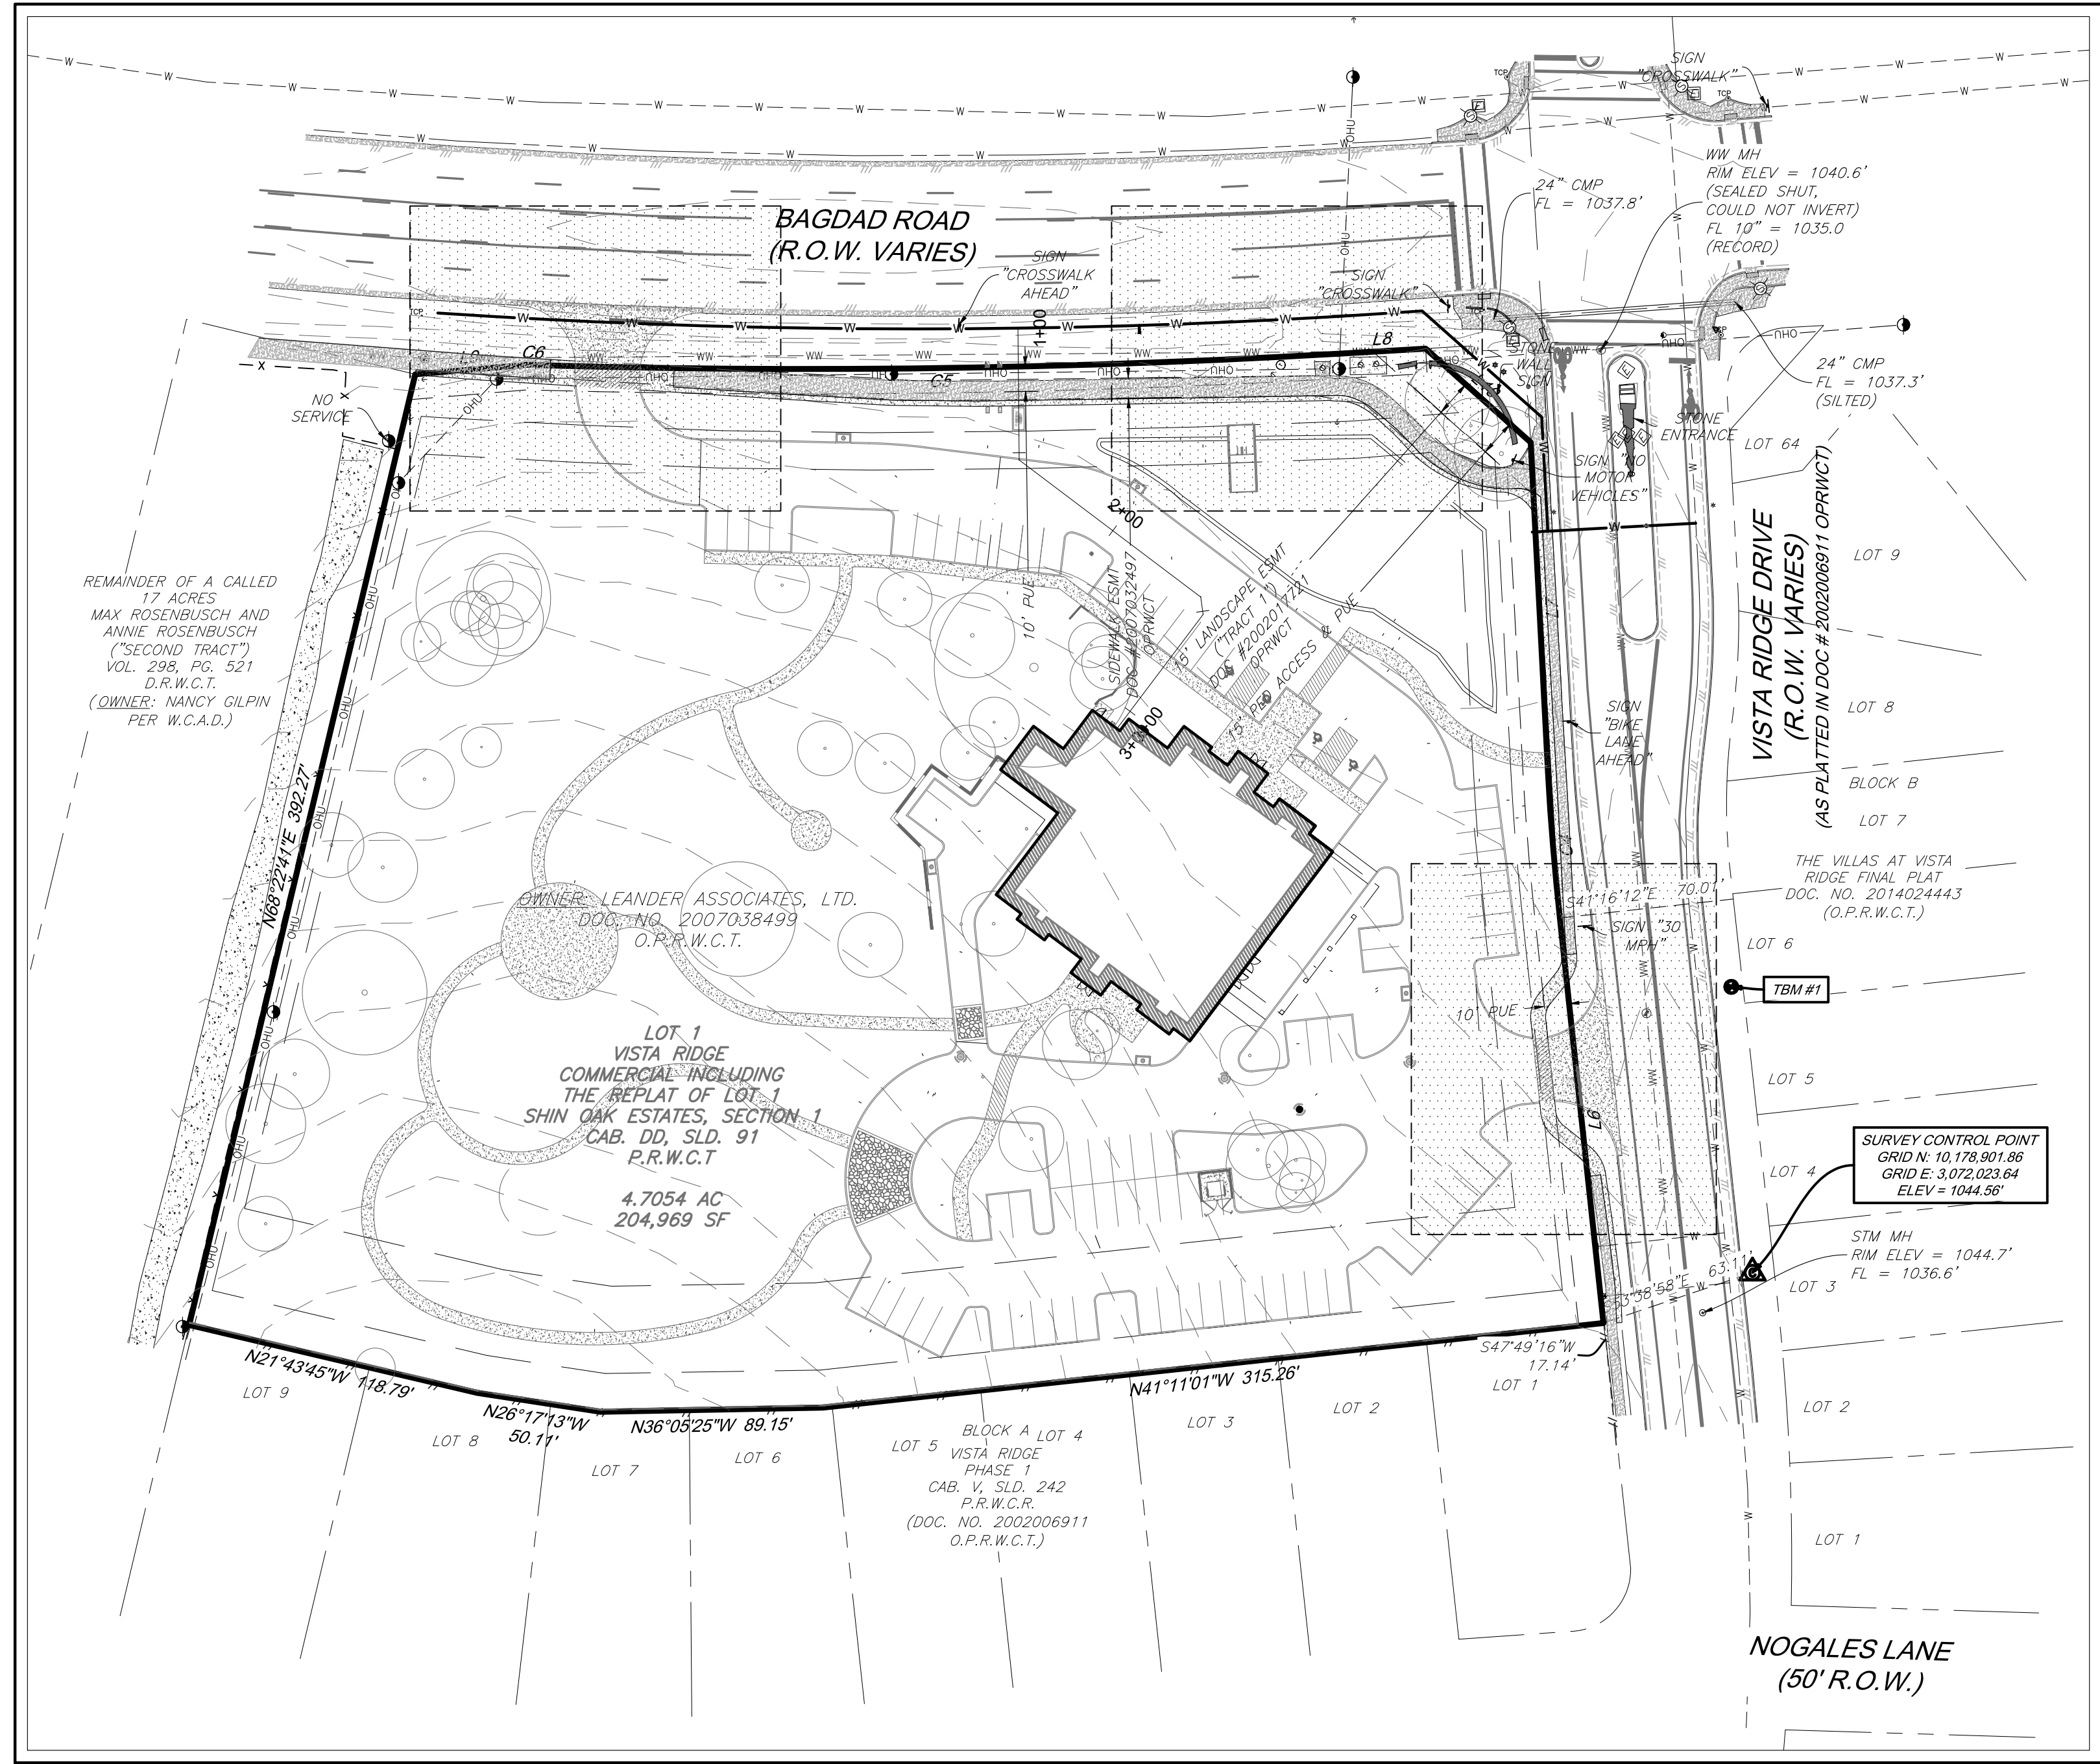 SIGN
"CROSSWALK"
WW MH
RIM ELEV = 1040.6'
(SEALED SHUT,
COULD NOT INVERT)
FL 10" = 1035.0
(RECORD)
24" CMP
FL = 1037.8'
BAGDAD ROAD
(R.O.W. VARIES)
SIGN
"CROSSWALK
AHEAD"
SIGN
"CROSSWALK"
1+00
C6
C5
L8
STONE
WALL
SIGN
24" CMP
FL = 1037.3'
(SILTED)
NO
SERVICE
STONE
ENTRANCE
LOT 64
SIGN "NO
MOTOR
VEHICLES"
2+00
VISTA RIDGE DRIVE
(R.O.W. VARIES)
(AS PLATTED IN DOC #2002006911 OPRWCT)
LOT 9
REMAINDER OF A CALLED
17 ACRES
MAX ROSENBUSCH AND
ANNIE ROSENBUSCH
("SECOND TRACT")
VOL. 298, PG. 521
D.R.W.C.T.
(OWNER: NANCY GILPIN
PER W.C.A.D.)
10' PUE
SIDEWALK ESMT
DOC #2007032497
OPRWCT
15' LANDSCAPE ESMT
("TRACT 1")
DOC #2002017721
OPRWCT
15' PED ACCESS & PUE
SIGN
"BIKE
LANE
AHEAD"
LOT 8
BLOCK B
LOT 7
N68°22'41"E 392.27'
THE VILLAS AT VISTA
RIDGE FINAL PLAT
DOC. NO. 2014024443
(O.P.R.W.C.T.)
OWNER: LEANDER ASSOCIATES, LTD.
DOC. NO. 2007038499
O.P.R.W.C.T.
S41°16'12"E 70.01'
SIGN "30
MPH"
LOT 6
TBM #1
10' PUE
LOT 1
VISTA RIDGE
COMMERCIAL INCLUDING
THE REPLAT OF LOT 1
SHIN OAK ESTATES, SECTION 1
CAB. DD, SLD. 91
P.R.W.C.T
4.7054 AC
204,969 SF
LOT 5
L6
SURVEY CONTROL POINT
GRID N: 10,178,901.86
GRID E: 3,072,023.64
ELEV = 1044.56'
LOT 4
STM MH
RIM ELEV = 1044.7'
FL = 1036.6'
LOT 3
S47°49'16"W
17.14'
LOT 1
N21°43'45"W 118.79'
LOT 9
N26°17'13"W
50.11'
N36°05'25"W 89.15'
N41°11'01"W 315.26'
LOT 8
LOT 7
LOT 6
LOT 5
LOT 4
LOT 3
LOT 2
LOT 2
BLOCK A
VISTA RIDGE
PHASE 1
CAB. V, SLD. 242
P.R.W.C.R.
(DOC. NO. 2002006911
O.P.R.W.C.T.)
LOT 1
NOGALES LANE
(50' R.O.W.)